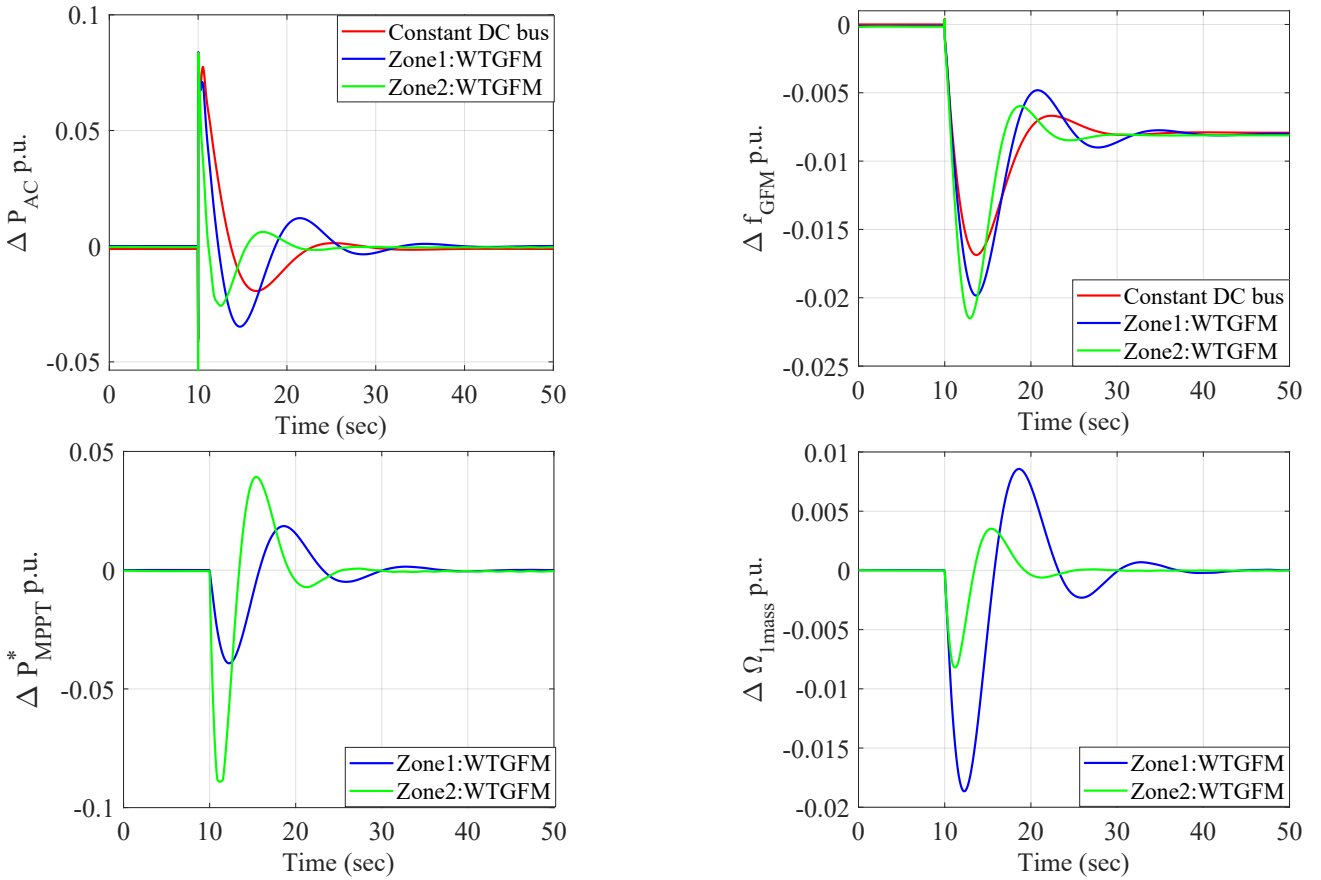 0.1
0.05
0
-0.05
Δ P_AC p.u.
Constant DC bus
Zone1:WTGFM
Zone2:WTGFM
0 10 20 30 40 50
Time (sec)
0
-0.005
-0.01
-0.015
-0.02
-0.025
Δ f_GFM p.u.
Constant DC bus
Zone1:WTGFM
Zone2:WTGFM
0 10 20 30 40 50
Time (sec)
0.05
0
-0.05
-0.1
Δ P*_MPPT p.u.
Zone1:WTGFM
Zone2:WTGFM
0 10 20 30 40 50
Time (sec)
0.01
0.005
0
-0.005
-0.01
-0.015
-0.02
Δ Ω_1mass p.u.
Zone1:WTGFM
Zone2:WTGFM
0 10 20 30 40 50
Time (sec)